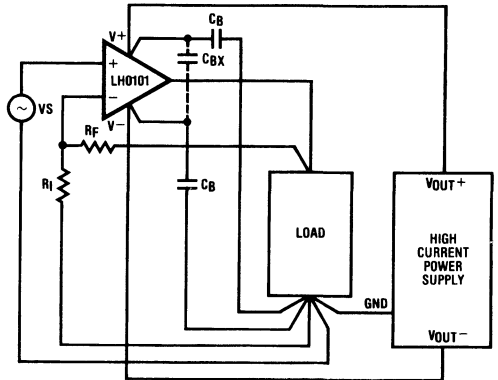 V+
CB
CBX
+
LH0101
−
VS
V−
RF
RI
CB
LOAD
VOUT+
HIGH
CURRENT
POWER
SUPPLY
GND
VOUT−